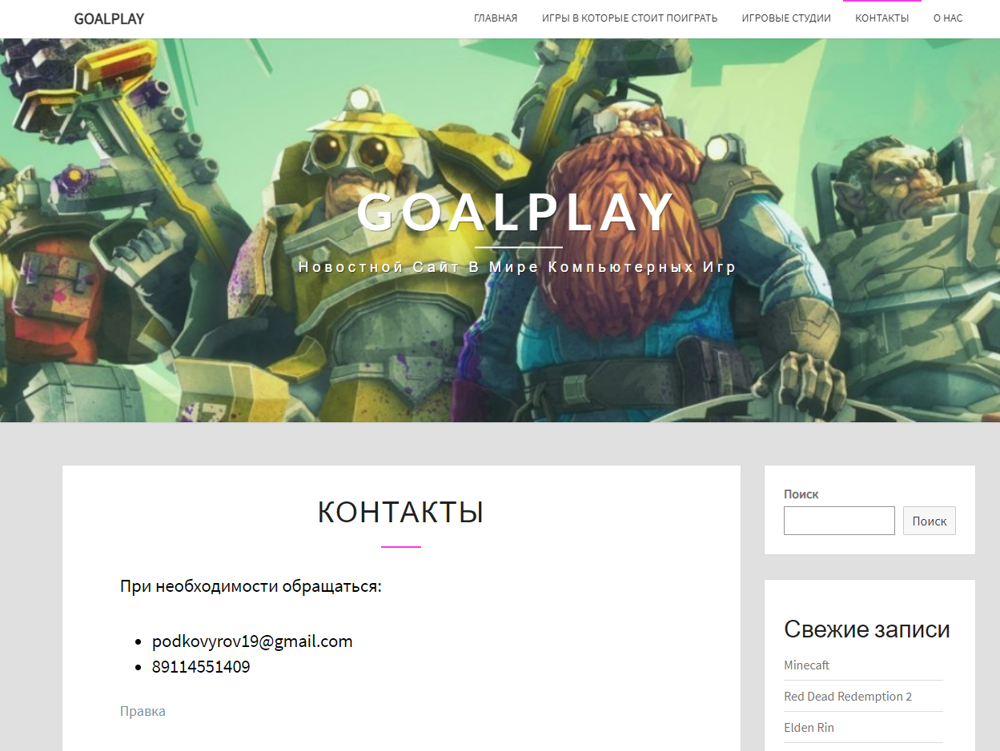 GOALPLAY
ГЛАВНАЯ ИГРЫ В КОТОРЫЕ СТОИТ ПОИГРАТЬ ИГРОВЫЕ СТУДИИ КОНТАКТЫ О НАС
GOALPLAY
Новостной Сайт В Мире Компьютерных Игр
КОНТАКТЫ
При необходимости обращаться:
podkovyrov19@gmail.com
89114551409
Правка
Поиск
Поиск
Свежие записи
Minecaft
Red Dead Redemption 2
Elden Rin